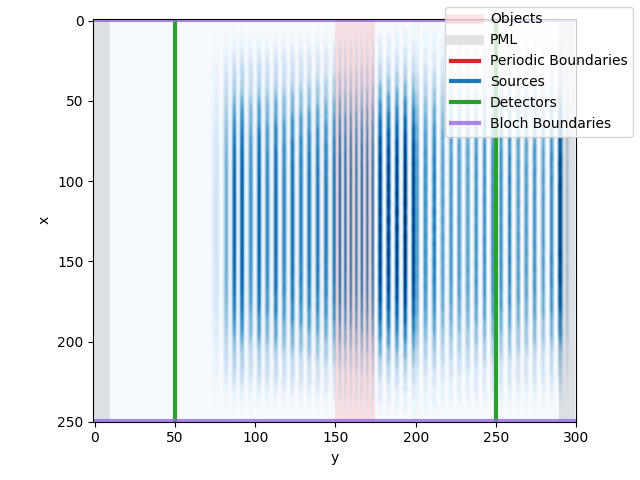 Objects
PML
Periodic Boundaries
Sources
Detectors
Bloch Boundaries
0
50
100
150
200
250
x
0 50 100 150 200 250 300
y